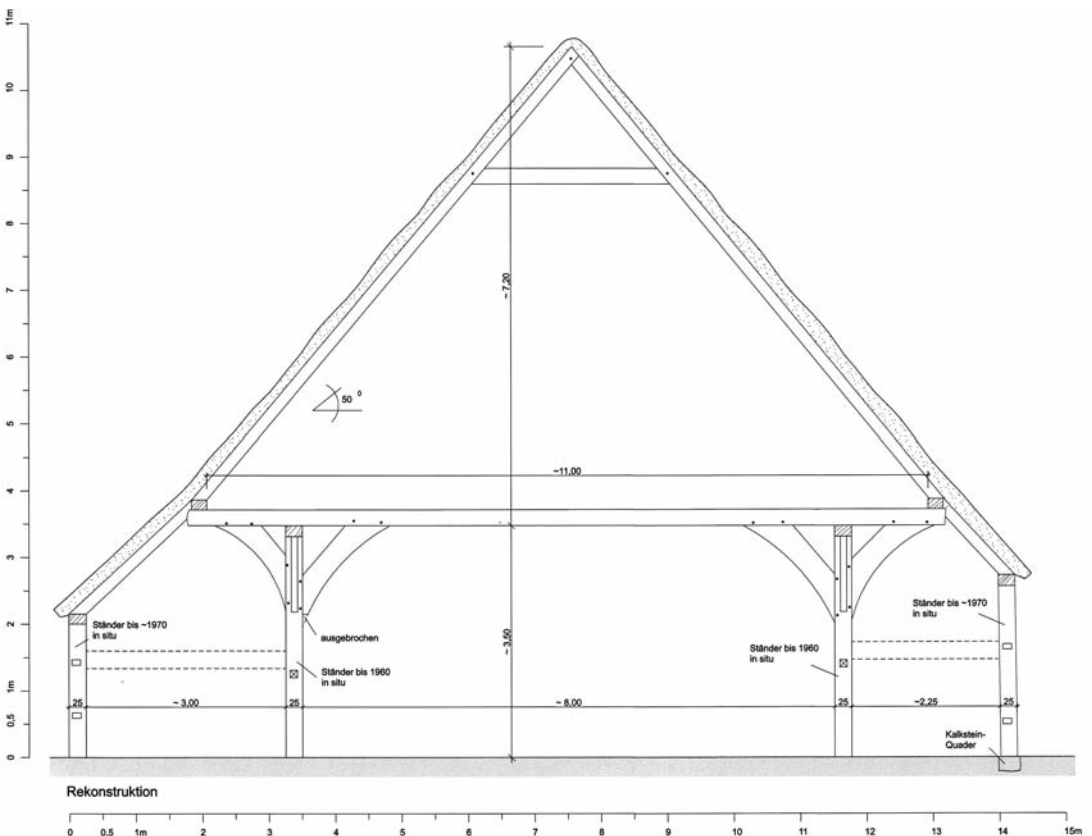 11m
10
9
8
7
6
5
4
3
2
1m
0,5
0
~ 7,20
50 °
~11,00
Ständer bis ~1970
in situ
ausgebrochen
Ständer bis 1960
in situ
~ 3,50
Ständer bis 1960
in situ
Ständer bis ~1970
in situ
25
~ 3,00
25
~ 8,00
25
~2,25
25
Kalkstein-
Quader
Rekonstruktion
0
0,5
1m
2
3
4
5
6
7
8
9
10
11
12
13
14
15m